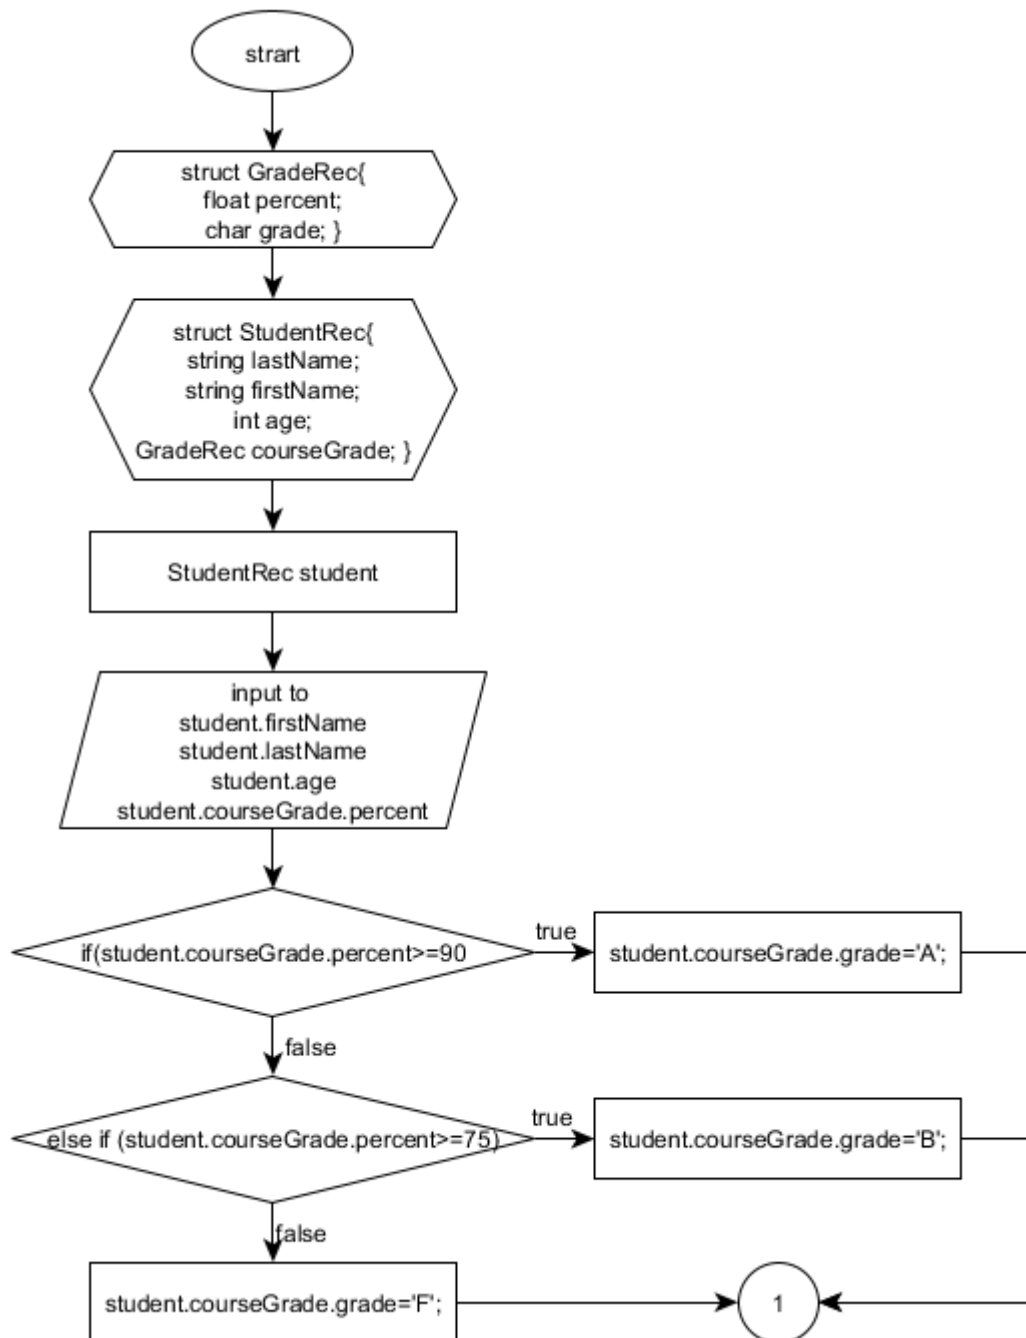 strart
struct GradeRec{
float percent;
char grade; }
struct StudentRec{
string lastName;
string firstName;
int age;
GradeRec courseGrade; }
StudentRec student
input to
student.firstName
student.lastName
student.age
student.courseGrade.percent
if(student.courseGrade.percent>=90
true
student.courseGrade.grade='A';
false
else if (student.courseGrade.percent>=75)
true
student.courseGrade.grade='B';
false
student.courseGrade.grade='F';
1